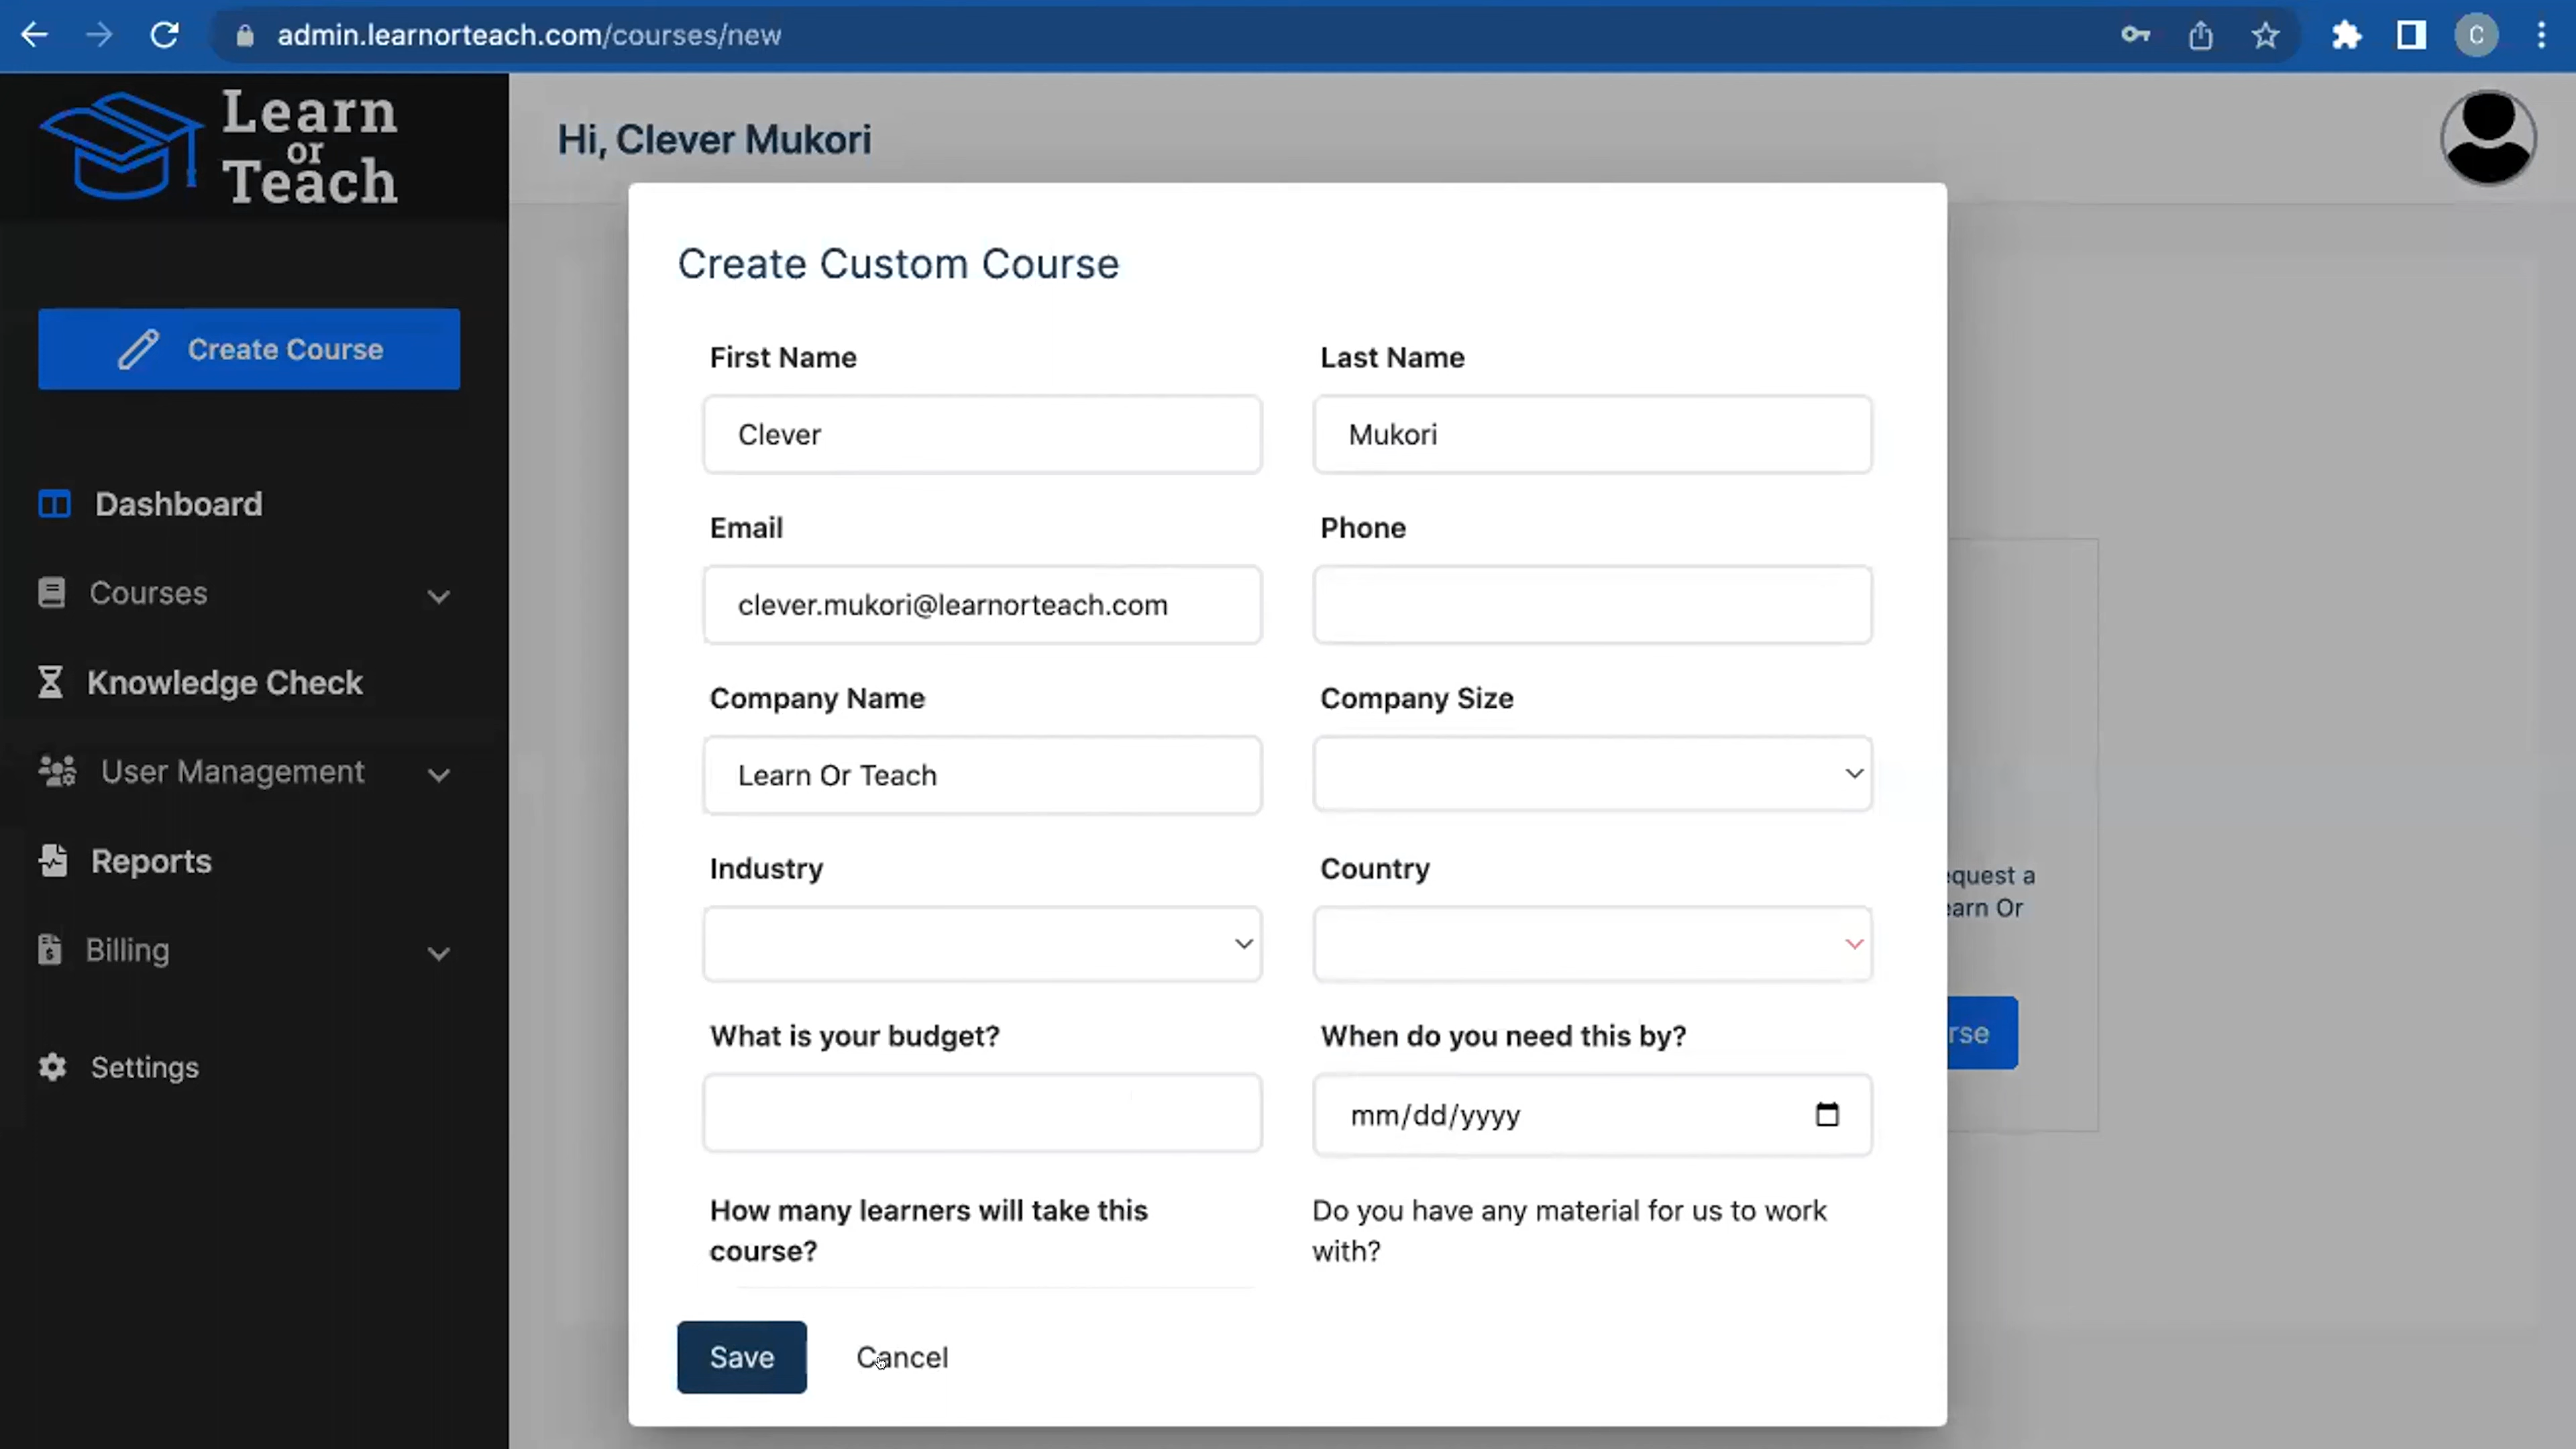 admin.learnorteach.com/courses/new
C
Learn
or
Teach
Hi, Clever Mukori
Create Course
Dashboard
Courses
Knowledge Check
User Management
Reports
Billing
Settings
Create Custom Course
First Name
Last Name
Clever
Mukori
Email
Phone
clever.mukori@learnorteach.com
Company Name
Company Size
Learn Or Teach
Industry
Country
What is your budget?
When do you need this by?
mm/dd/yyyy
How many learners will take this
course?
Do you have any material for us to work
with?
Save
Cancel
equest a
earn Or
rse